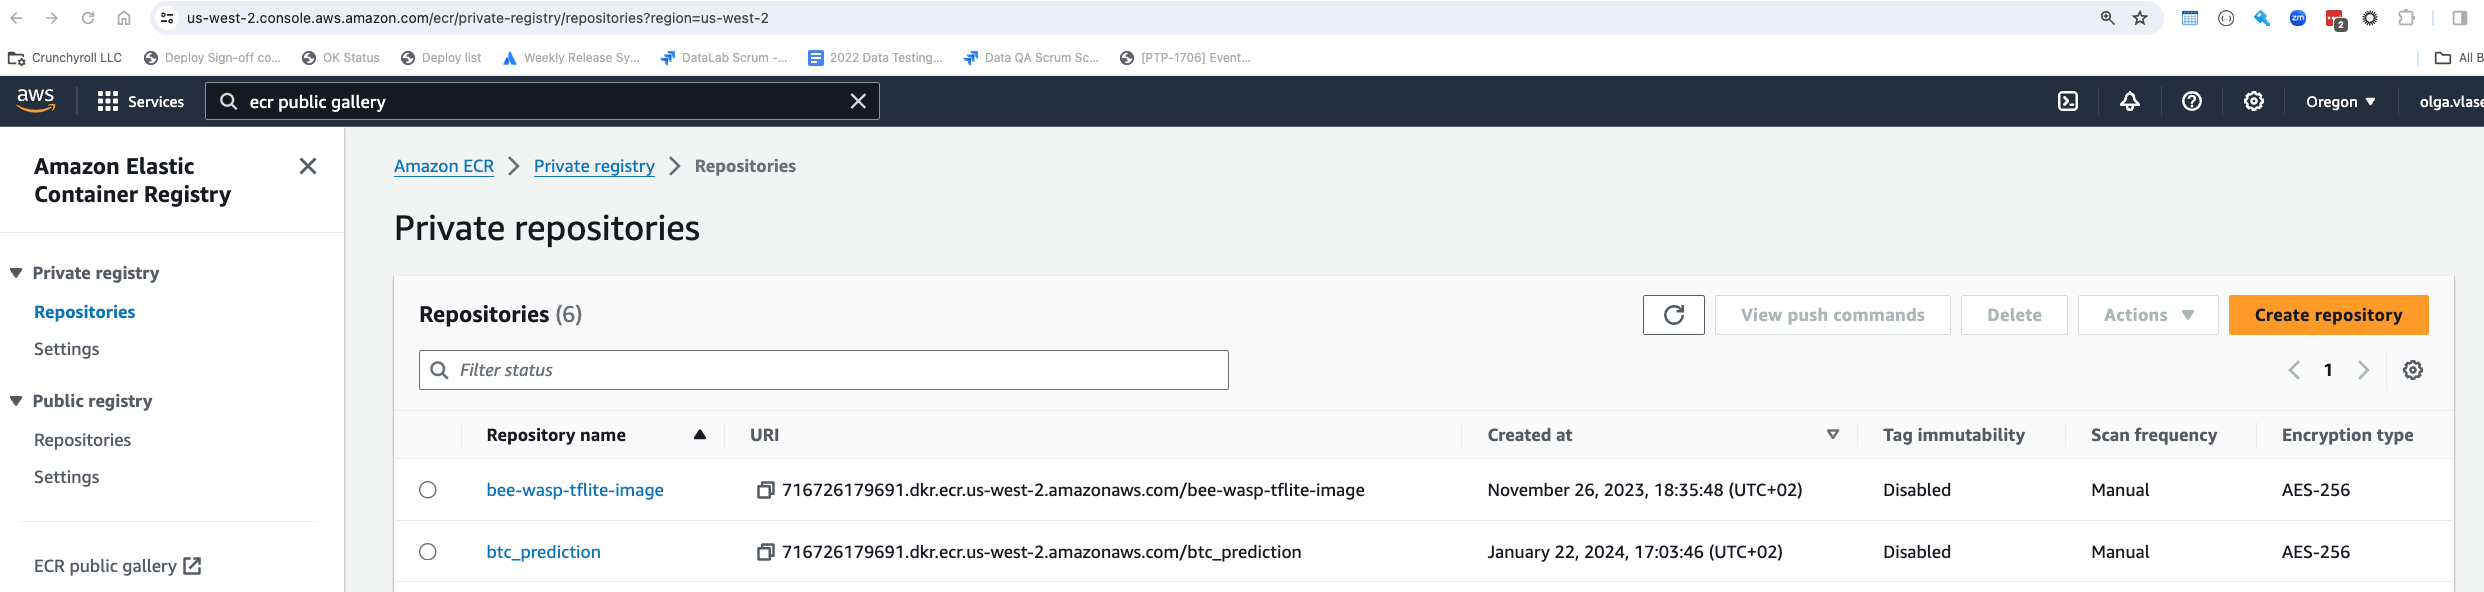 us-west-2.console.aws.amazon.com/ecr/private-registry/repositories?region=us-west-2
zm
2
Crunchyroll LLC
Deploy Sign-off co...
OK Status
Deploy list
Weekly Release Sy...
DataLab Scrum -...
2022 Data Testing...
Data QA Scrum Sc...
[PTP-1706] Event...
All B
aws
Services
ecr public gallery
Oregon
olga.vlase
Amazon Elastic
Container Registry
Private registry
Repositories
Settings
Public registry
Repositories
Settings
ECR public gallery
Amazon ECR
Private registry
Repositories
Private repositories
Repositories (6)
View push commands
Delete
Actions
Create repository
Filter status
1
Repository name
URI
Created at
Tag immutability
Scan frequency
Encryption type
bee-wasp-tflite-image
716726179691.dkr.ecr.us-west-2.amazonaws.com/bee-wasp-tflite-image
November 26, 2023, 18:35:48 (UTC+02)
Disabled
Manual
AES-256
btc_prediction
716726179691.dkr.ecr.us-west-2.amazonaws.com/btc_prediction
January 22, 2024, 17:03:46 (UTC+02)
Disabled
Manual
AES-256